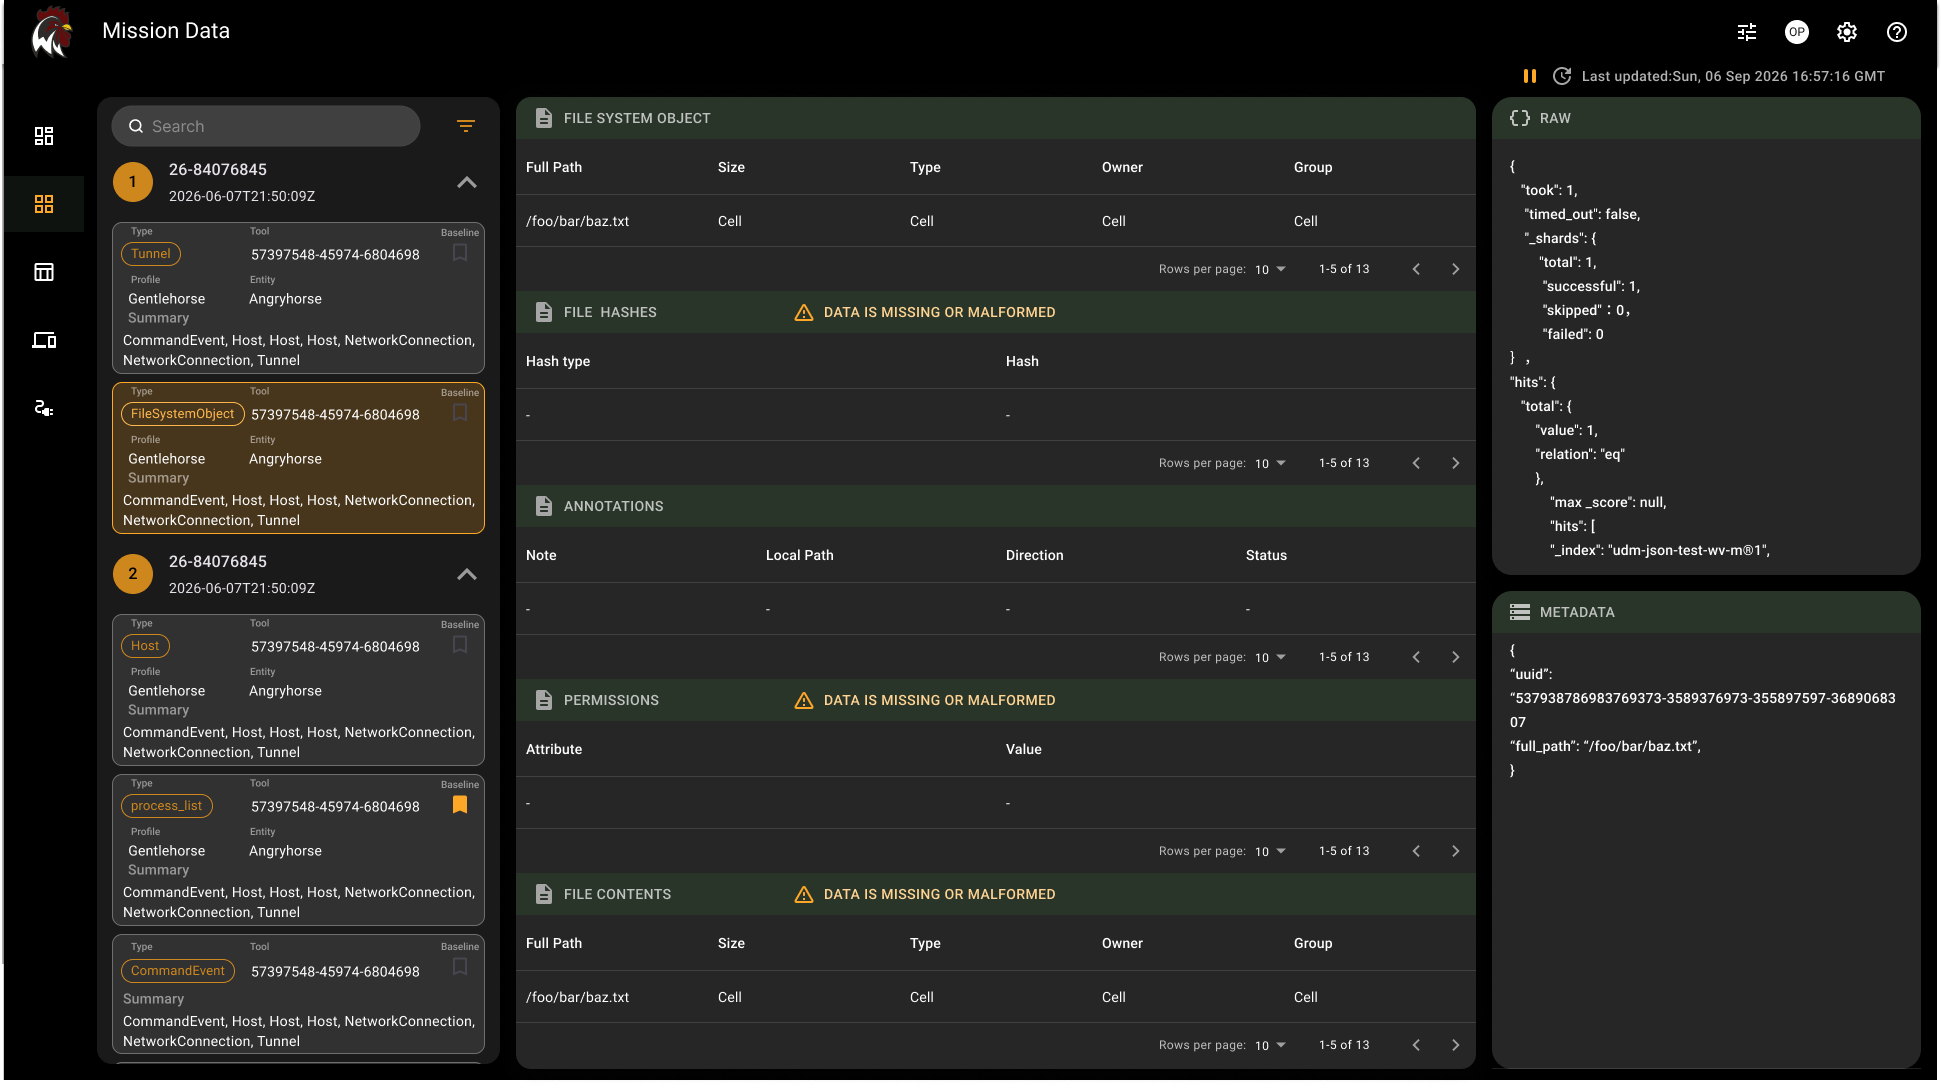 Mission Data
OP
Last updated:Sun, 06 Sep 2026 16:57:16 GMT
Search
1
26-84076845
2026-06-07T21:50:09Z
Type Tool Baseline
Tunnel 57397548-45974-6804698
Profile Entity
Gentlehorse Angryhorse
Summary
CommandEvent, Host, Host, Host, NetworkConnection,
NetworkConnection, Tunnel
Type Tool Baseline
FileSystemObject 57397548-45974-6804698
Profile Entity
Gentlehorse Angryhorse
Summary
CommandEvent, Host, Host, Host, NetworkConnection,
NetworkConnection, Tunnel
2
26-84076845
2026-06-07T21:50:09Z
Type Tool Baseline
Host 57397548-45974-6804698
Profile Entity
Gentlehorse Angryhorse
Summary
CommandEvent, Host, Host, Host, NetworkConnection,
NetworkConnection, Tunnel
Type Tool Baseline
process_list 57397548-45974-6804698
Profile Entity
Gentlehorse Angryhorse
Summary
CommandEvent, Host, Host, Host, NetworkConnection,
NetworkConnection, Tunnel
Type Tool Baseline
CommandEvent 57397548-45974-6804698
Summary
CommandEvent, Host, Host, Host, NetworkConnection,
NetworkConnection, Tunnel
FILE SYSTEM OBJECT
Full Path Size Type Owner Group
/foo/bar/baz.txt Cell Cell Cell Cell
Rows per page: 10 1-5 of 13
FILE HASHES DATA IS MISSING OR MALFORMED
Hash type Hash
- -
Rows per page: 10 1-5 of 13
ANNOTATIONS
Note Local Path Direction Status
- - - -
Rows per page: 10 1-5 of 13
PERMISSIONS DATA IS MISSING OR MALFORMED
Attribute Value
- -
Rows per page: 10 1-5 of 13
FILE CONTENTS DATA IS MISSING OR MALFORMED
Full Path Size Type Owner Group
/foo/bar/baz.txt Cell Cell Cell Cell
Rows per page: 10 1-5 of 13
{} RAW
{
"took": 1,
"timed_out": false,
"_shards": {
"total": 1,
"successful": 1,
"skipped" : 0,
"failed": 0
} ,
"hits": {
"total": {
"value": 1,
"relation": "eq"
},
"max _score": null,
"hits": [
"_index": "udm-json-test-wv-m®1",
METADATA
{
“uuid”:
“537938786983769373-3589376973-355897597-36890683
07
“full_path”: “/foo/bar/baz.txt”,
}